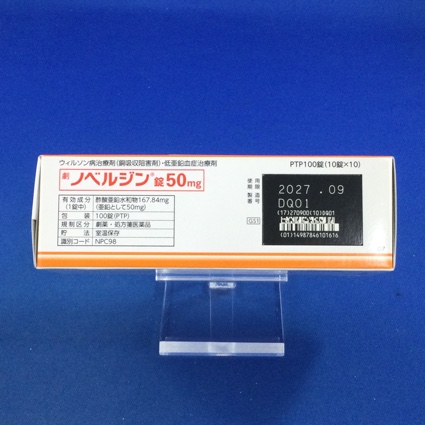 ウィルソン病治療剤(銅吸収阻害剤)・低亜鉛血症治療剤
PTP100錠(10錠×10)
劇 ノベルジン®錠50mg
有効成分 酢酸亜鉛水和物167.84mg
(1錠中) (亜鉛として50mg)
包装 100錠(PTP)
規制区分 劇薬・処方箋医薬品
貯法 室温保存
識別コード NPC98
使用期限 2027.09
製造番号 DQ01
GS1
(17)270900(10)DQ01
(01)14987846101616